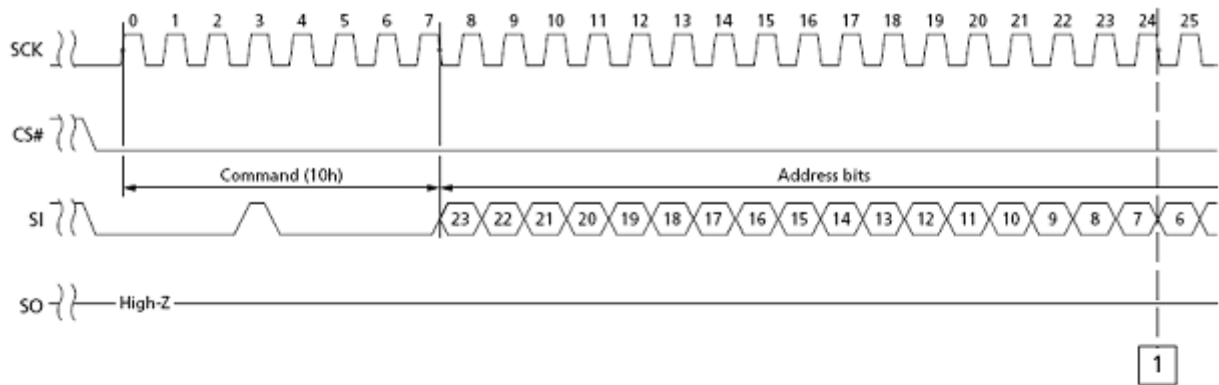 0 1 2 3 4 5 6 7 8 9 10 11 12 13 14 15 16 17 18 19 20 21 22 23 24 25
SCK
CS#
Command (10h) Address bits
SI 23 22 21 20 19 18 17 16 15 14 13 12 11 10 9 8 7 6
SO High-Z
1